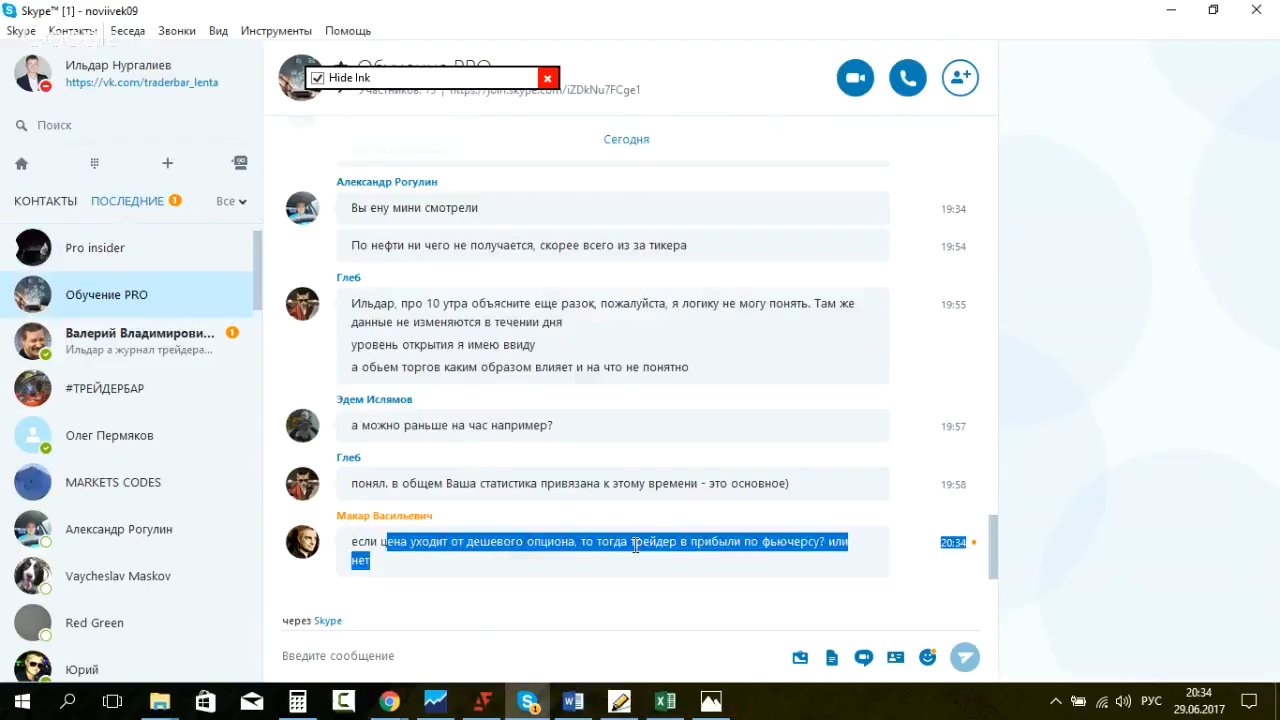 Skype™ [1] - noviivek09
Skype Контакты Беседа Звонки Вид Инструменты Помощь
Ильдар Нургалиев
https://vk.com/traderbar_lenta
Поиск
КОНТАКТЫ ПОСЛЕДНИЕ 1 Все
Pro insider
Обучение PRO
Валерий Владимирови... 1
Ильдар а журнал трейдера...
#ТРЕЙДЕРБАР
Олег Пермяков
MARKETS CODES
Александр Рогулин
Vaycheslav Maskov
Red Green
Юрий
Обучение PRO
Hide Ink
Участников: 15 | https://join.skype.com/iZDkNu7FCge1
Сегодня
Александр Рогулин
Вы ену мини смотрели 19:34
По нефти ни чего не получается, скорее всего из за тикера 19:54
Глеб
Ильдар, про 10 утра объясните еще разок, пожалуйста, я логику не могу понять. Там же 19:55
данные не изменяются в течении дня
уровень открытия я имею ввиду
а обьем торгов каким образом влияет и на что не понятно
Эдем Ислямов
а можно раньше на час например? 19:57
Глеб
понял. в общем Ваша статистика привязана к этому времени - это основное) 19:58
Макар Васильевич
если цена уходит от дешевого опциона, то тогда трейдер в прибыли по фьючерсу? или 20:34
нет
через Skype
Введите сообщение
1
РУС
20:34
29.06.2017